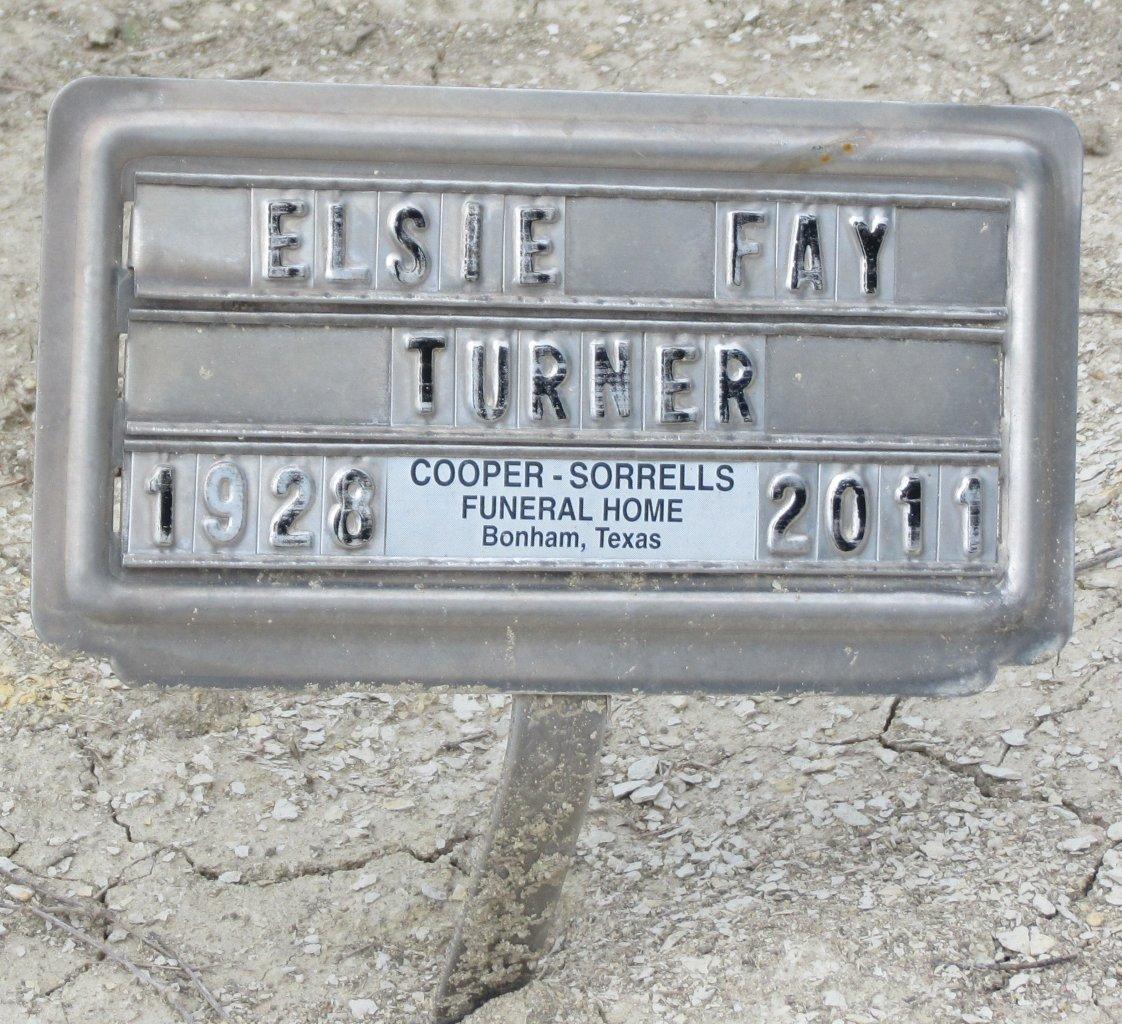 ELSIE FAY
TURNER
1928 COOPER - SORRELLS 2011
FUNERAL HOME
Bonham, Texas